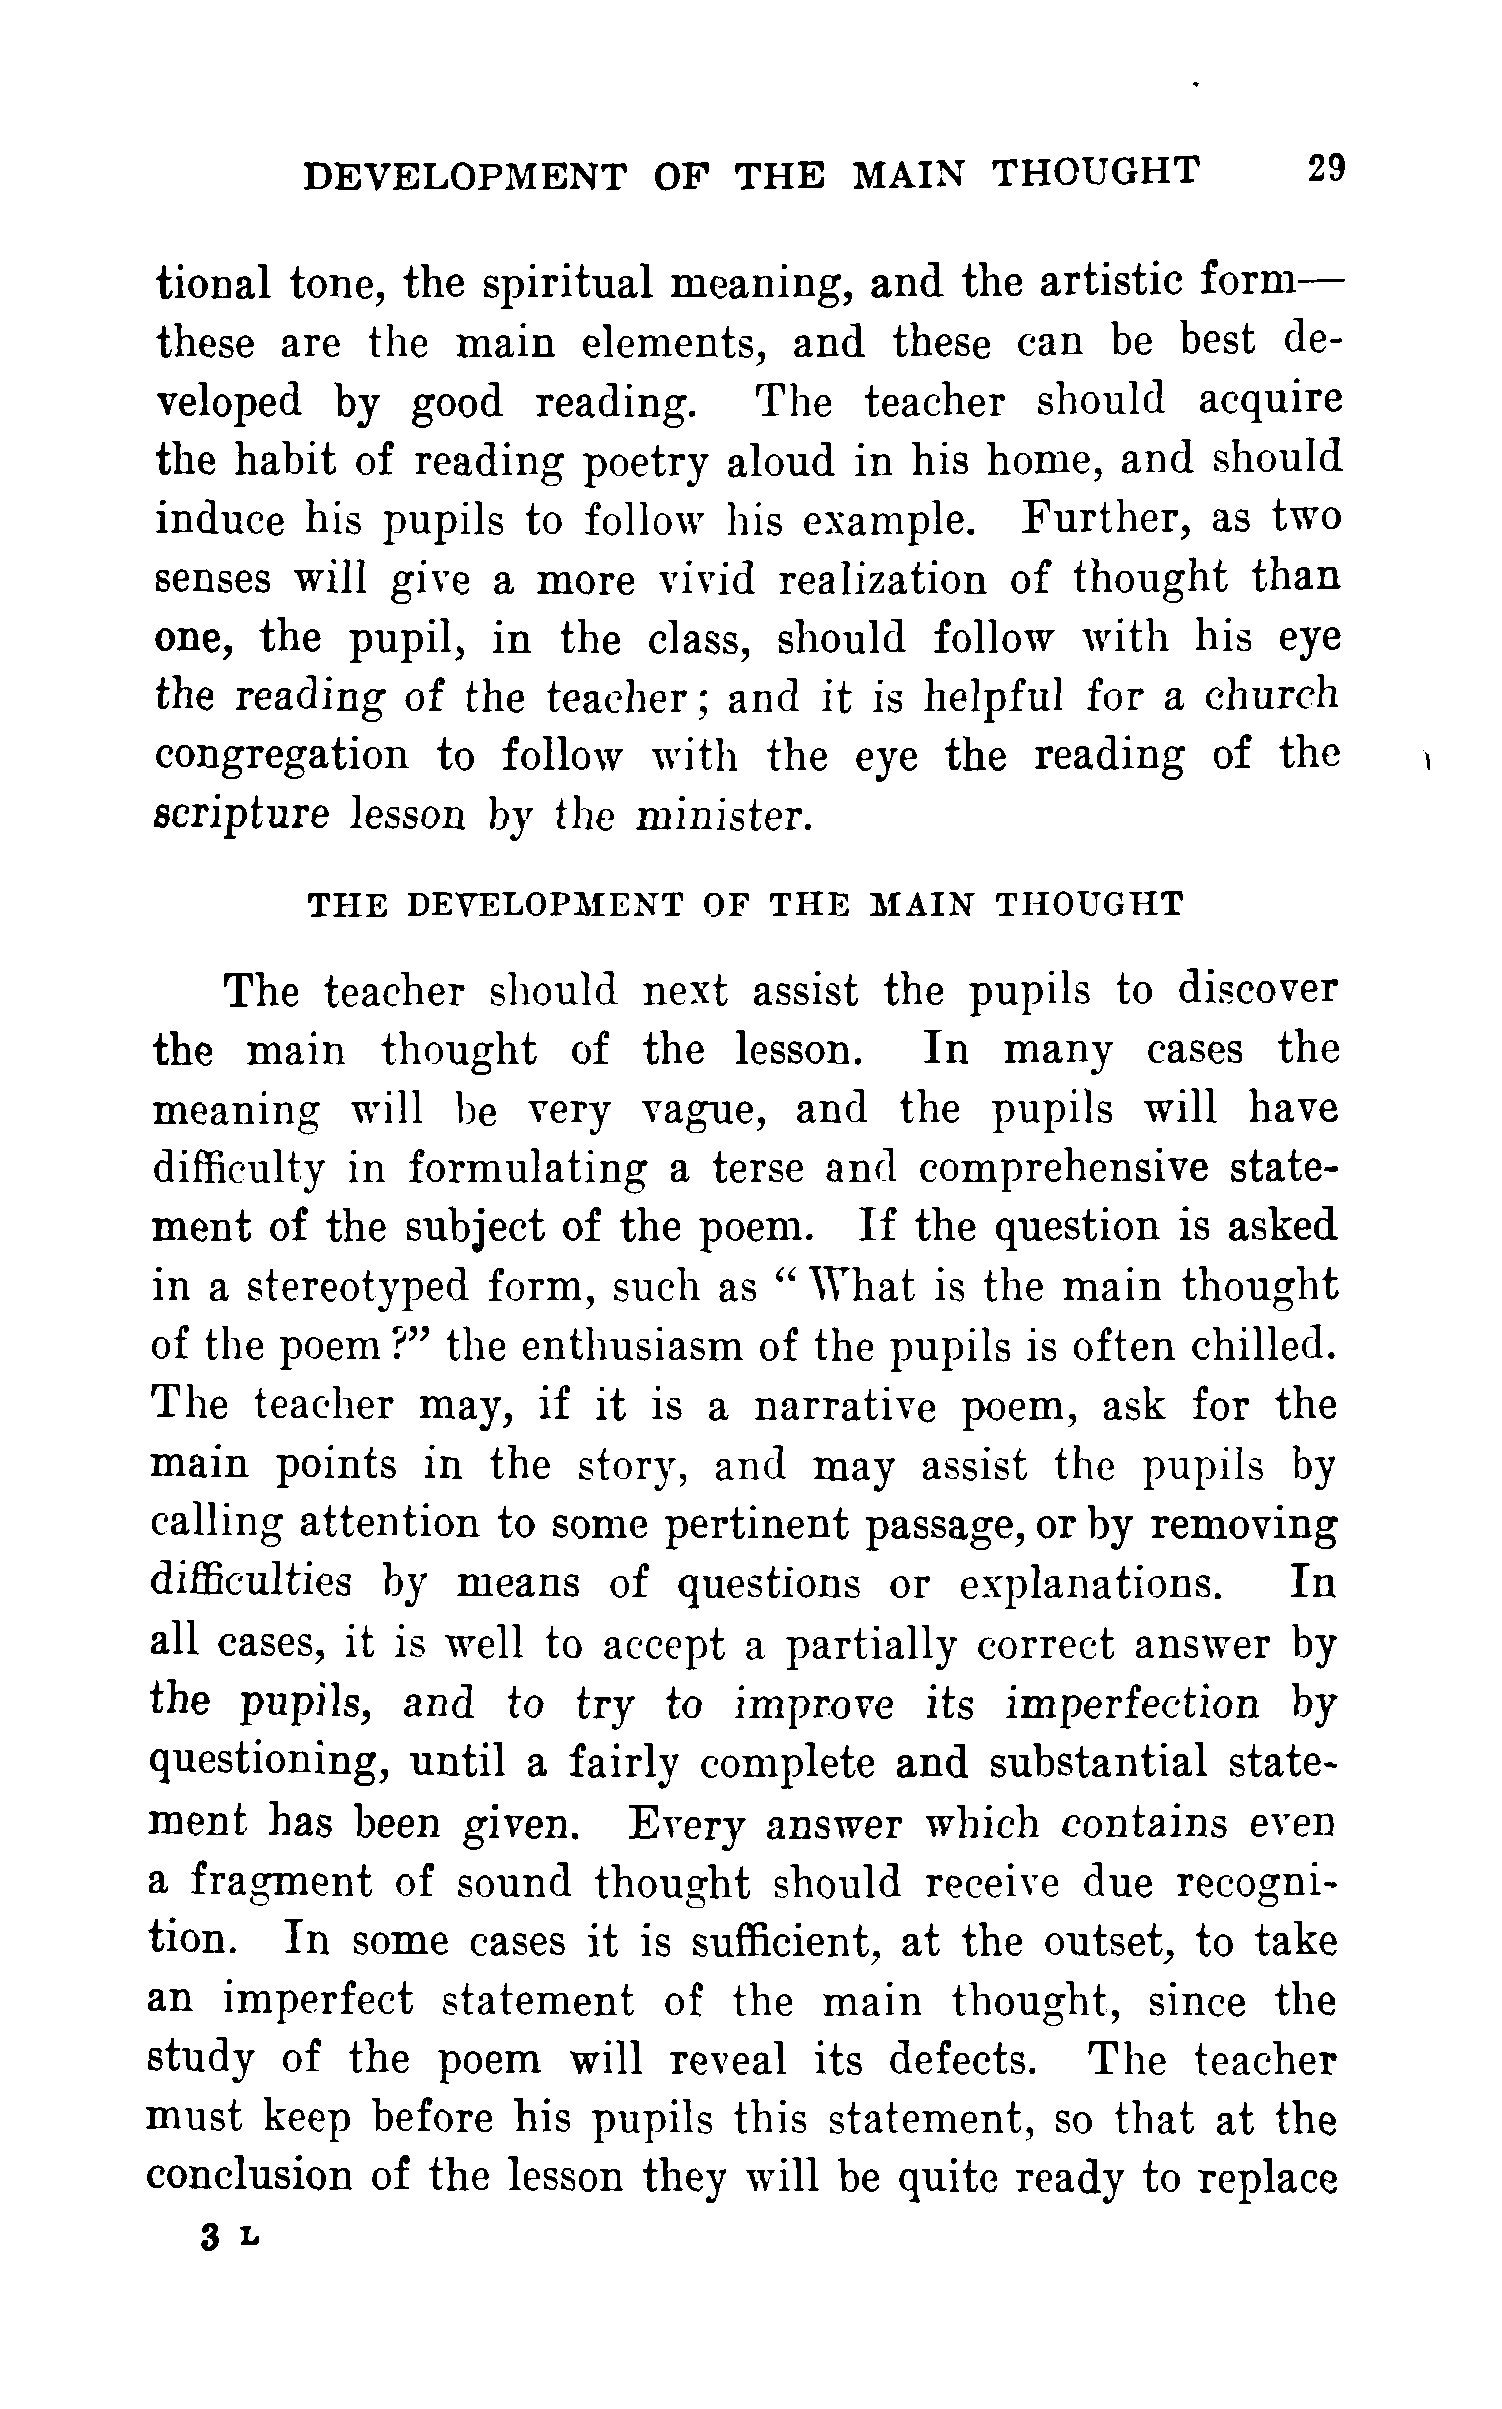 DEVELOPMENT OF THE MAIN THOUGHT 29
tional tone, the spiritual meaning, and the artistic form—
these are the main elements, and these can be best de-
veloped by good reading. The teacher should acquire
the habit of reading poetry aloud in his home, and should
induce his pupils to follow his example. Further, as two
senses will give a more vivid realization of thought than
one, the pupil, in the class, should follow with his eye
the reading of the teacher; and it is helpful for a church
congregation to follow with the eye the reading of the
scripture lesson by the minister.
THE DEVELOPMENT OF THE MAIN THOUGHT
The teacher should next assist the pupils to discover
the main thought of the lesson. In many cases the
meaning will be very vague, and the pupils will have
difficulty in formulating a terse and comprehensive state-
ment of the subject of the poem. If the question is asked
in a stereotyped form, such as “What is the main thought
of the poem?” the enthusiasm of the pupils is often chilled.
The teacher may, if it is a narrative poem, ask for the
main points in the story, and may assist the pupils by
calling attention to some pertinent passage, or by removing
difficulties by means of questions or explanations. In
all cases, it is well to accept a partially correct answer by
the pupils, and to try to improve its imperfection by
questioning, until a fairly complete and substantial state-
ment has been given. Every answer which contains even
a fragment of sound thought should receive due recogni-
tion. In some cases it is sufficient, at the outset, to take
an imperfect statement of the main thought, since the
study of the poem will reveal its defects. The teacher
must keep before his pupils this statement, so that at the
conclusion of the lesson they will be quite ready to replace
3 L